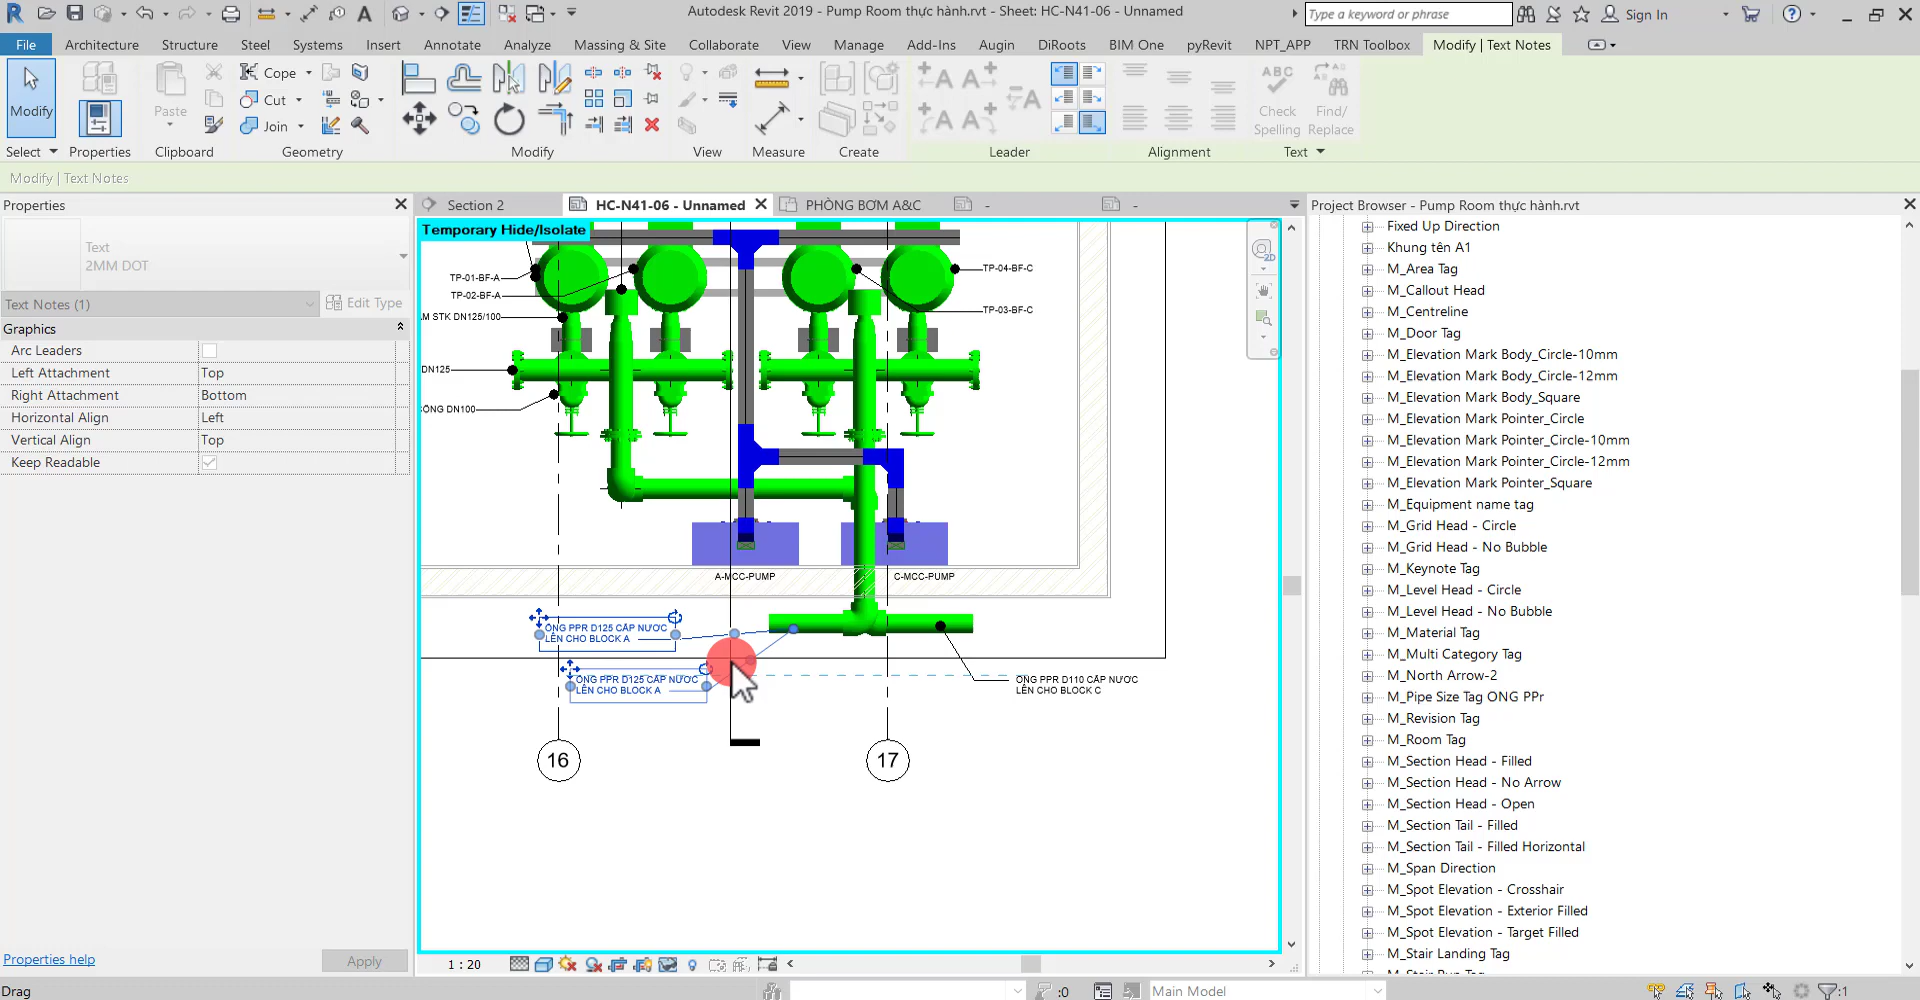 Autodesk Revit 2019 - Pump Room thực hành.rvt - Sheet: HC-N41-06 - Unnamed
Type a keyword or phrase
Sign In
File Architecture Structure Steel Systems Insert Annotate Analyze Massing & Site Collaborate View Manage Add-Ins Augin DiRoots BIM One pyRevit NPT_APP TRN Toolbox Modify | Text Notes
Modify
Paste
Cope
Cut
Join
ABC
Check
Spelling
Find/
Replace
Select Properties Clipboard Geometry Modify View Measure Create Leader Alignment Text
Modify | Text Notes
Properties
Text
2MM DOT
Text Notes (1)
Edit Type
Graphics
Arc Leaders
Left Attachment Top
Right Attachment Bottom
Horizontal Align Left
Vertical Align Top
Keep Readable
Properties help
Apply
Section 2
HC-N41-06 - Unnamed
PHÒNG BƠM A&C
-
-
Temporary Hide/Isolate
2D
TP-01-BF-A
TP-02-BF-A
M STK DN125/100
DN125
ỐNG DN100
TP-04-BF-C
TP-03-BF-C
A-MCC-PUMP
C-MCC-PUMP
ỐNG PPR D125 CẤP NƯỚC
LÊN CHO BLOCK A
ỐNG PPR D125 CẤP NƯỚC
LÊN CHO BLOCK A
ỐNG PPR D110 CẤP NƯỚC
LÊN CHO BLOCK C
16
17
1 : 20
Project Browser - Pump Room thực hành.rvt
Fixed Up Direction
Khung tên A1
M_Area Tag
M_Callout Head
M_Centreline
M_Door Tag
M_Elevation Mark Body_Circle-10mm
M_Elevation Mark Body_Circle-12mm
M_Elevation Mark Body_Square
M_Elevation Mark Pointer_Circle
M_Elevation Mark Pointer_Circle-10mm
M_Elevation Mark Pointer_Circle-12mm
M_Elevation Mark Pointer_Square
M_Equipment name tag
M_Grid Head - Circle
M_Grid Head - No Bubble
M_Keynote Tag
M_Level Head - Circle
M_Level Head - No Bubble
M_Material Tag
M_Multi Category Tag
M_North Arrow-2
M_Pipe Size Tag ONG PPr
M_Revision Tag
M_Room Tag
M_Section Head - Filled
M_Section Head - No Arrow
M_Section Head - Open
M_Section Tail - Filled
M_Section Tail - Filled Horizontal
M_Span Direction
M_Spot Elevation - Crosshair
M_Spot Elevation - Exterior Filled
M_Spot Elevation - Target Filled
M_Stair Landing Tag
M_Stair Run Tag
Drag
:0
Main Model
:1